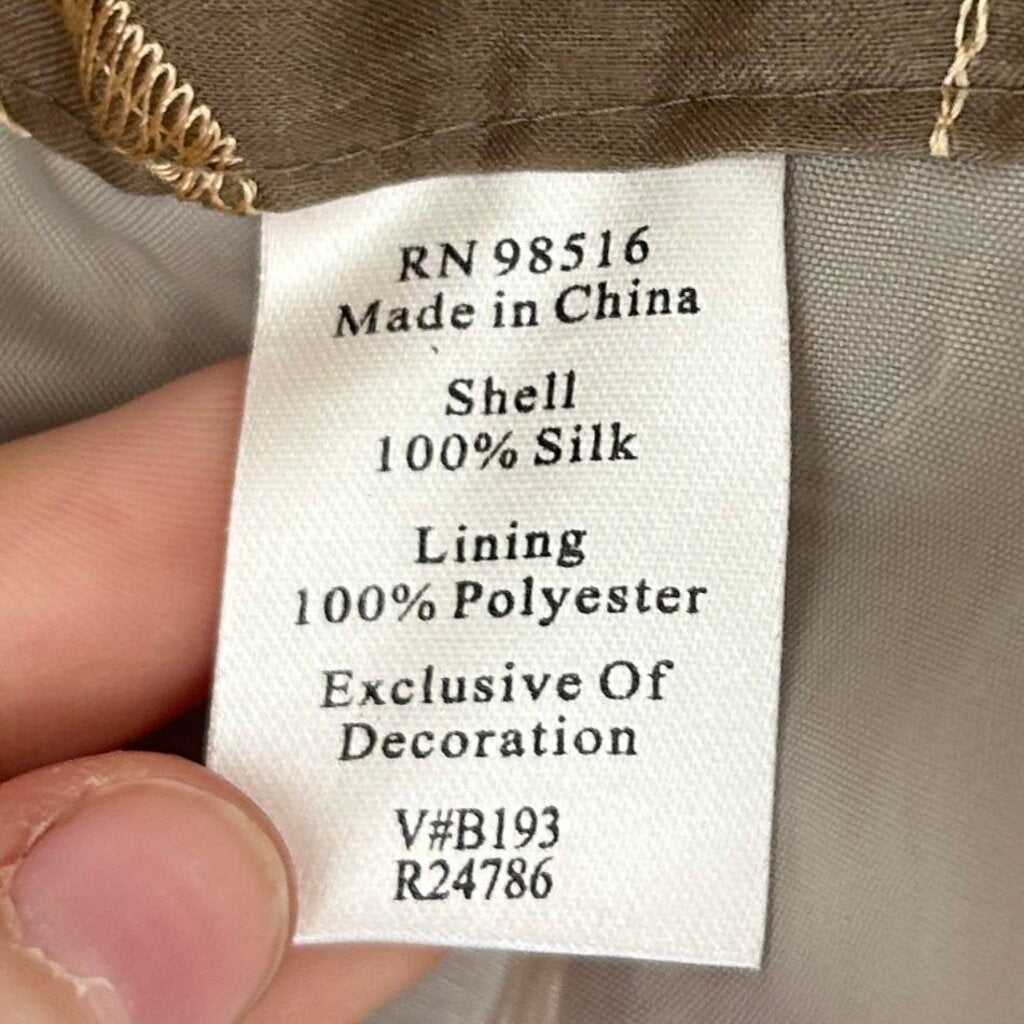 RN 98516
Made in China
Shell
100% Silk
Lining
100% Polyester
Exclusive Of
Decoration
V#B193
R24786